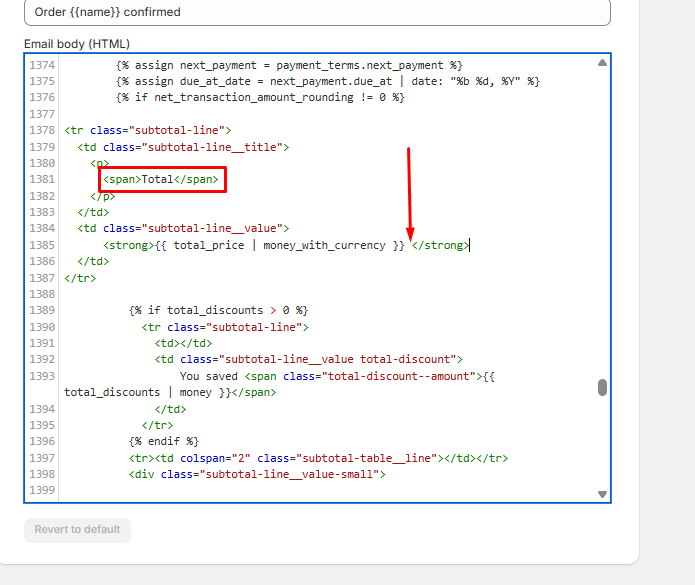 Order {{name}} confirmed
Email body (HTML)
1374 {% assign next_payment = payment_terms.next_payment %}
1375 {% assign due_at_date = next_payment.due_at | date: "%b %d, %Y" %}
1376 {% if net_transaction_amount_rounding != 0 %}
1377
1378 <tr class="subtotal-line">
1379 <td class="subtotal-line__title">
1380 <p>
1381 <span>Total</span>
1382 </p>
1383 </td>
1384 <td class="subtotal-line__value">
1385 <strong>{{ total_price | money_with_currency }} </strong>
1386 </td>
1387 </tr>
1388
1389 {% if total_discounts > 0 %}
1390 <tr class="subtotal-line">
1391 <td></td>
1392 <td class="subtotal-line__value total-discount">
1393 You saved <span class="total-discount--amount">{{
total_discounts | money }}</span>
1394 </td>
1395 </tr>
1396 {% endif %}
1397 <tr><td colspan="2" class="subtotal-table__line"></td></tr>
1398 <div class="subtotal-line__value-small">
1399
Revert to default